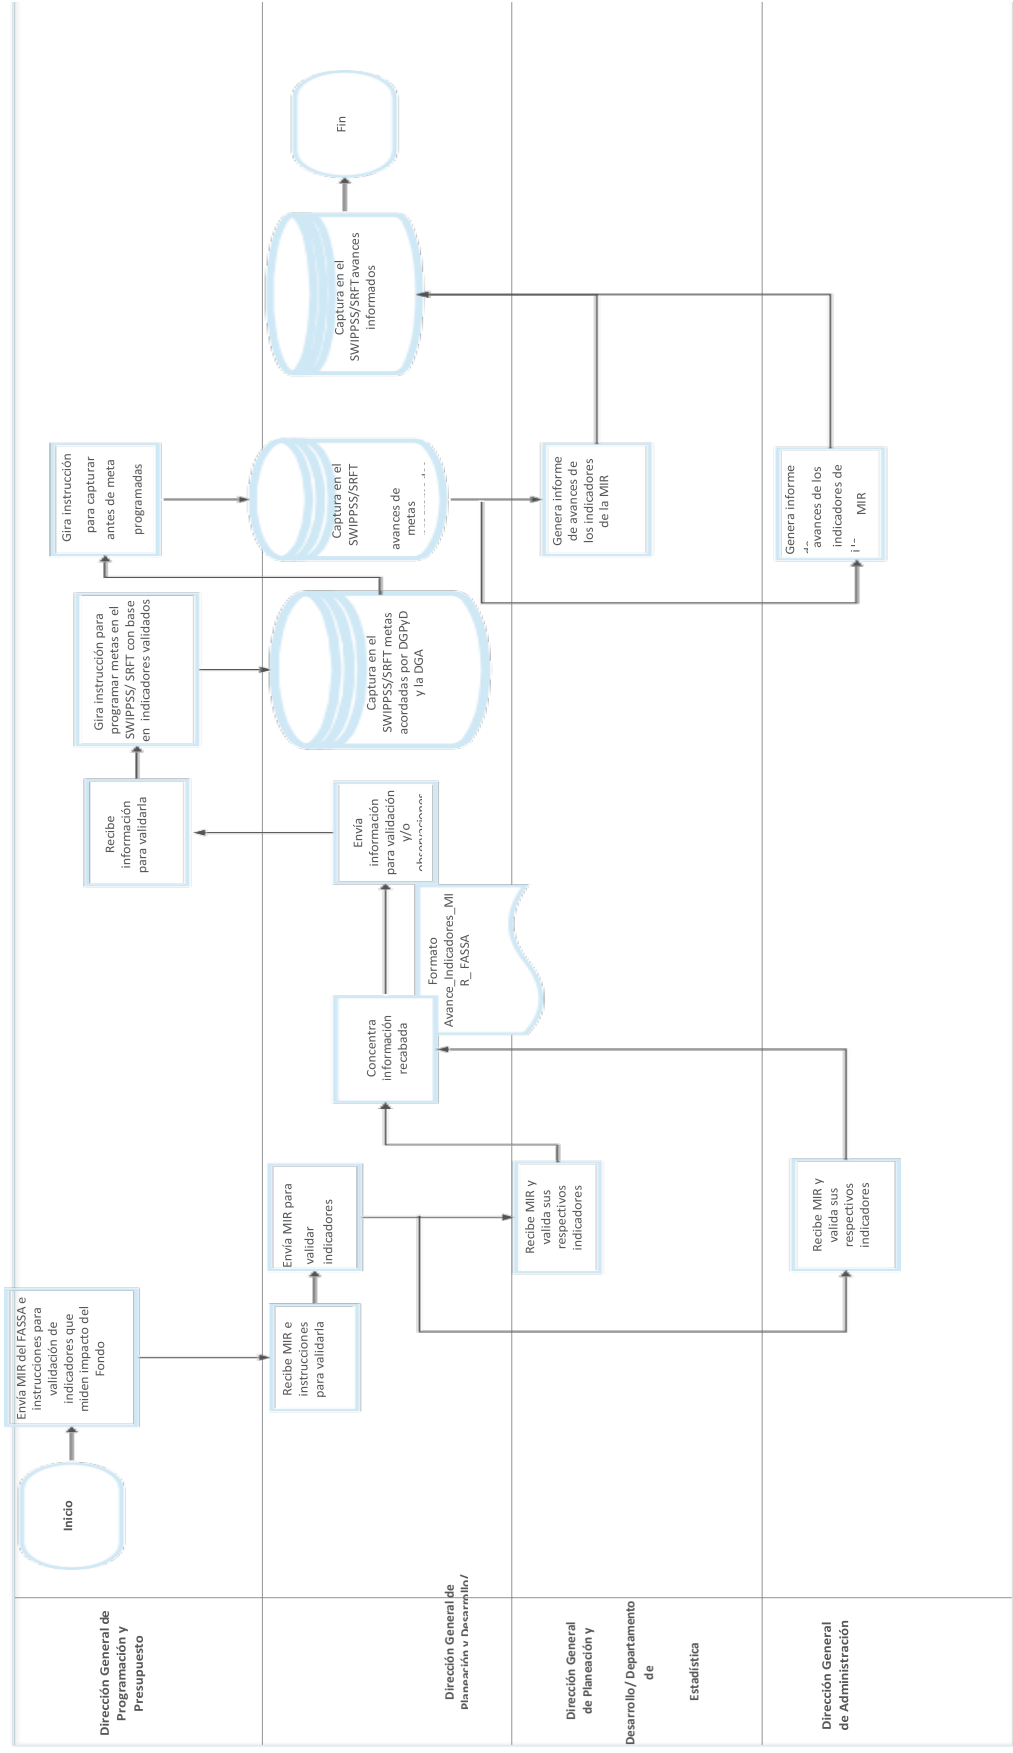 Dirección General de
Programación y
Presupuesto
Inicio
Envía MIR del FASSA e
instrucciones para
validación de
indicadores que
miden impacto del
Fondo
Recibe
información
para validarla
Gira instrucción para
programar metas en el
SWIPPSS/ SRFT con base
en indicadores validados
Gira instrucción
para capturar
antes de meta
programadas
Dirección General de
Planeación y Desarrollo/
Recibe MIR e
instrucciones
para validarla
Envía MIR para
validar
indicadores
Concentra
información
recabada
Formato
Avance_Indicadores_MI
R_ FASSA
Envía
información
para validación
y/o
observaciones
Captura en el
SWIPPSS/SRFT metas
acordadas por DGPyD
y la DGA
Captura en el
SWIPPSS/SRFT
avances de
metas
Captura en el
SWIPPSS/SRFT avances
informados
Fin
Dirección General
de Planeación y
Desarrollo/ Departamento
de
Estadística
Recibe MIR y
valida sus
respectivos
indicadores
Genera informe
de avances de
los indicadores
de la MIR
Dirección General
de Administración
Recibe MIR y
valida sus
respectivos
indicadores
Genera informe
avances de los
indicadores de
MIR